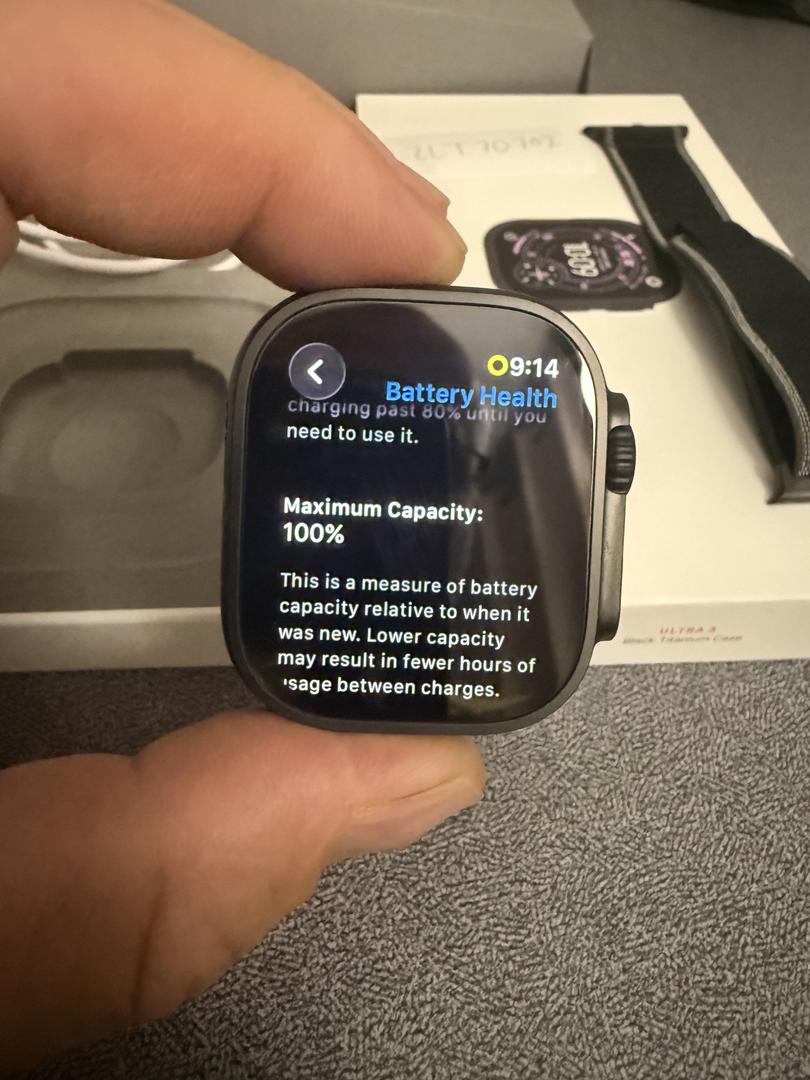 10:09
9:14
Battery Health
charging past 80% until you
need to use it.
Maximum Capacity:
100%
This is a measure of battery
capacity relative to when it
was new. Lower capacity
may result in fewer hours of
usage between charges.
ULTRA 3
Black Titanium Case